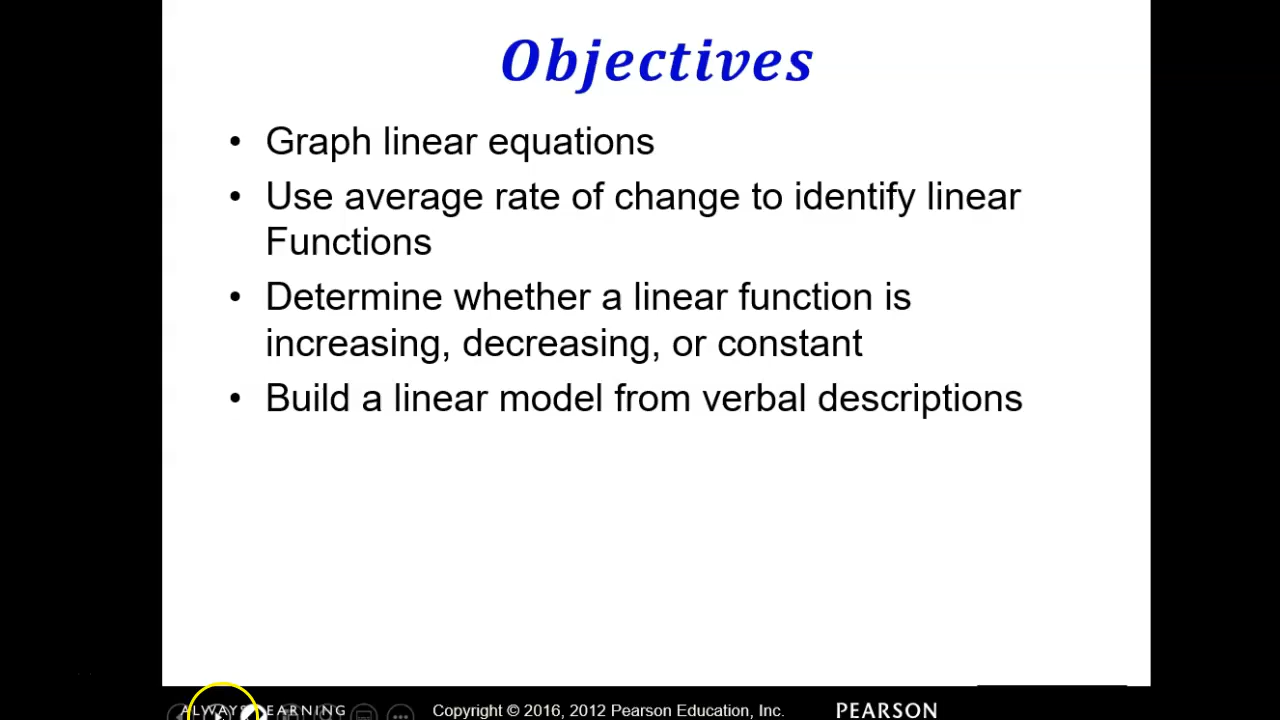 Objectives
• Graph linear equations
• Use average rate of change to identify linear
Functions
• Determine whether a linear function is
increasing, decreasing, or constant
• Build a linear model from verbal descriptions
ALWAYS LEARNING Copyright © 2016, 2012 Pearson Education, Inc. PEARSON